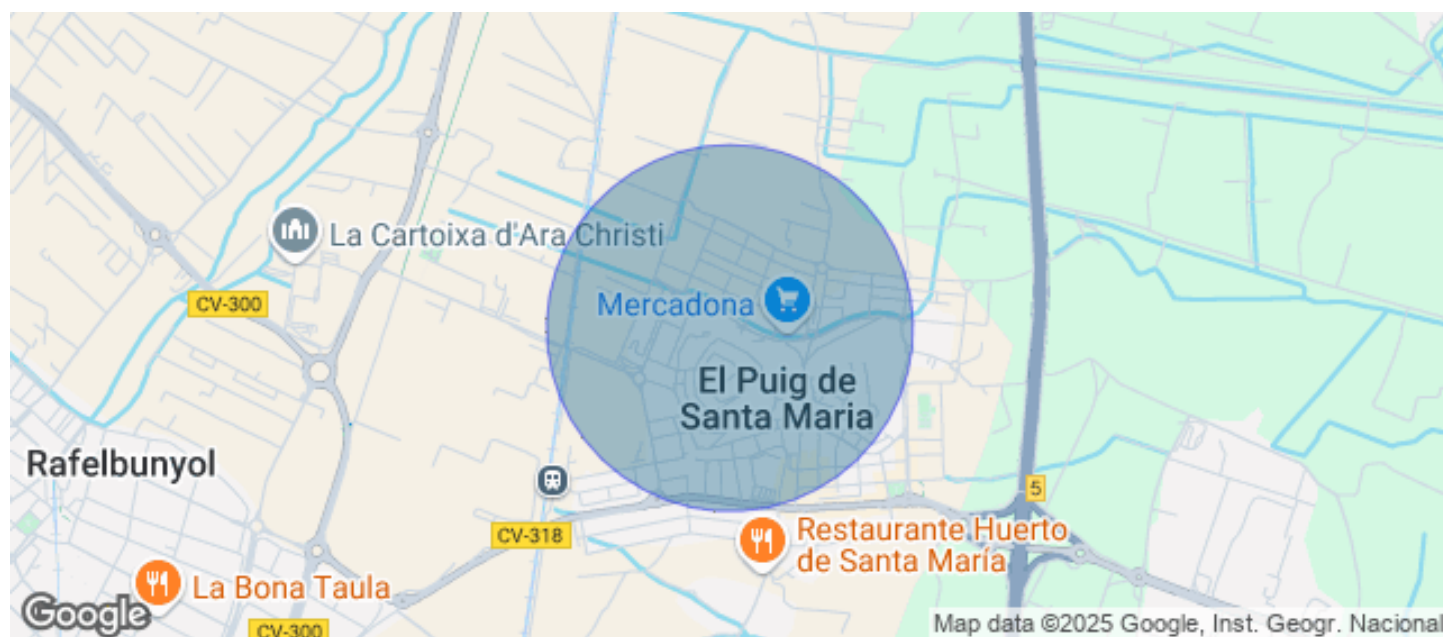 La Cartoixa d'Ara Christi
CV-300
Mercadona
El Puig de
Santa Maria
Rafelbunyol
5
CV-318
Restaurante Huerto
de Santa María
La Bona Taula
CV-300
Google
Map data ©2025 Google, Inst. Geogr. Nacional